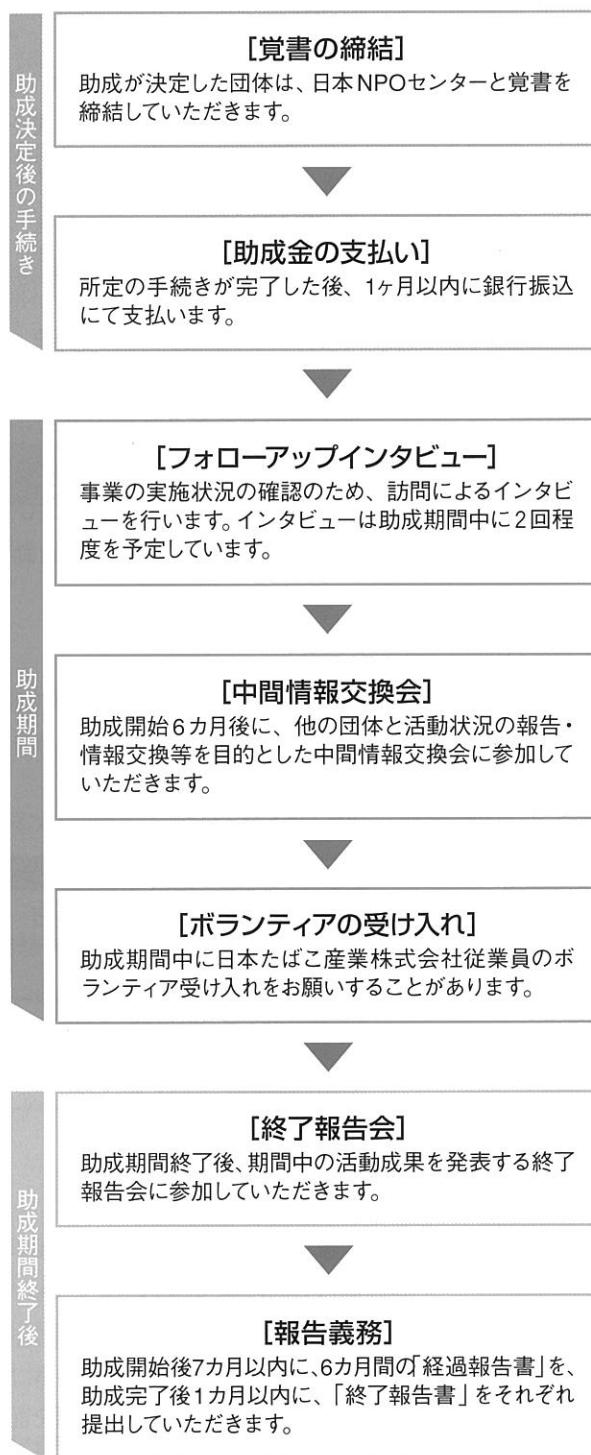 助成決定後の手続き
[覚書の締結]
助成が決定した団体は、日本NPOセンターと覚書を
締結していただきます。
[助成金の支払い]
所定の手続きが完了した後、1ヶ月以内に銀行振込
にて支払います。
助成期間
[フォローアップインタビュー]
事業の実施状況の確認のため、訪問によるインタビ
ューを行います。インタビューは助成期間中に2回程
度を予定しています。
[中間情報交換会]
助成開始6カ月後に、他の団体と活動状況の報告・
情報交換等を目的とした中間情報交換会に参加して
いただきます。
[ボランティアの受け入れ]
助成期間中に日本たばこ産業株式会社従業員のボ
ランティア受け入れをお願いすることがあります。
助成期間終了後
[終了報告会]
助成期間終了後、期間中の活動成果を発表する終了
報告会に参加していただきます。
[報告義務]
助成開始後7カ月以内に、6カ月間の「経過報告書」を、
助成完了後1カ月以内に、「終了報告書」をそれぞれ
提出していただきます。